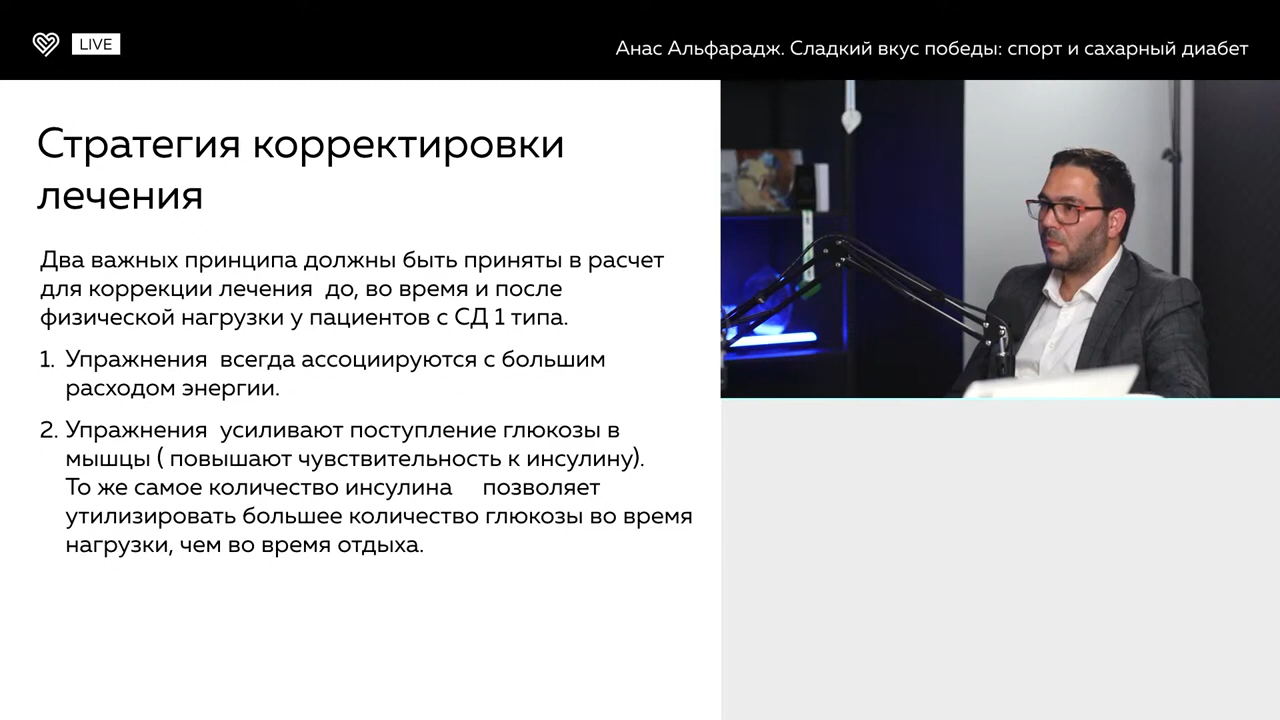 LIVE
Анас Альфарадж. Сладкий вкус победы: спорт и сахарный диабет
Стратегия корректировки
лечения
Два важных принципа должны быть приняты в расчет
для коррекции лечения  до, во время и после
физической нагрузки у пациентов с СД 1 типа.
1. Упражнения  всегда ассоциируются с большим
расходом энергии.
2. Упражнения  усиливают поступление глюкозы в
мышцы ( повышают чувствительность к инсулину).
То же самое количество инсулина     позволяет
утилизировать большее количество глюкозы во время
нагрузки, чем во время отдыха.